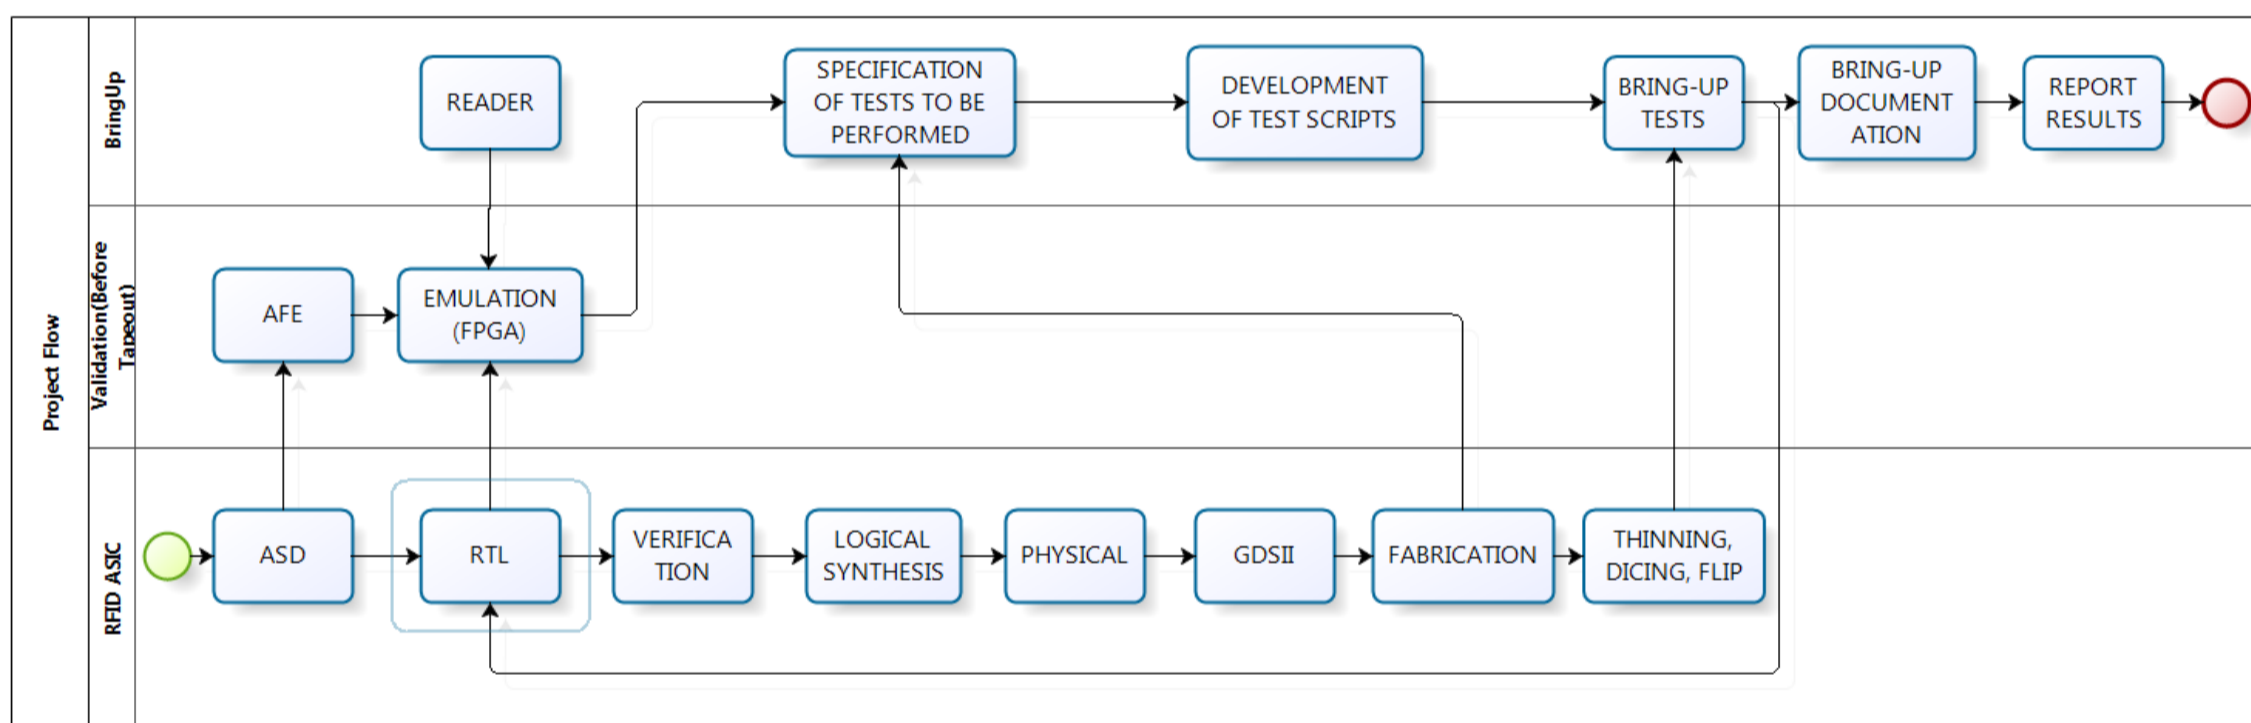 Project Flow
BringUp
READER
SPECIFICATION
OF TESTS TO BE
PERFORMED
DEVELOPMENT
OF TEST SCRIPTS
BRING-UP
TESTS
BRING-UP
DOCUMENT
ATION
REPORT
RESULTS
Validation(Before
Tapeout)
AFE
EMULATION
(FPGA)
RFID ASIC
ASD
RTL
VERIFICA
TION
LOGICAL
SYNTHESIS
PHYSICAL
GDSII
FABRICATION
THINNING,
DICING, FLIP